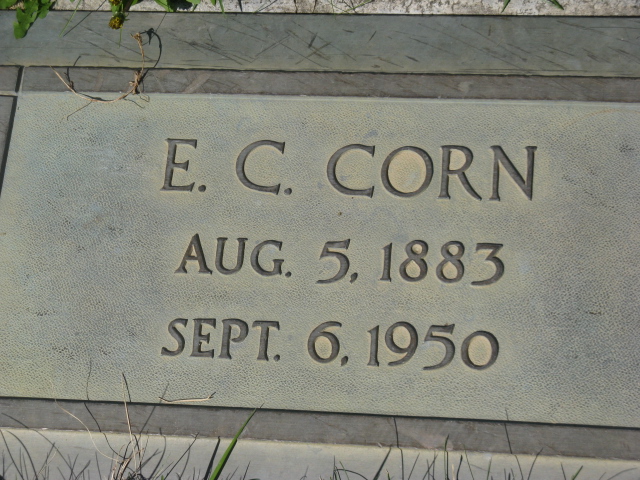 E. C. CORN
AUG. 5, 1883
SEPT. 6, 1950